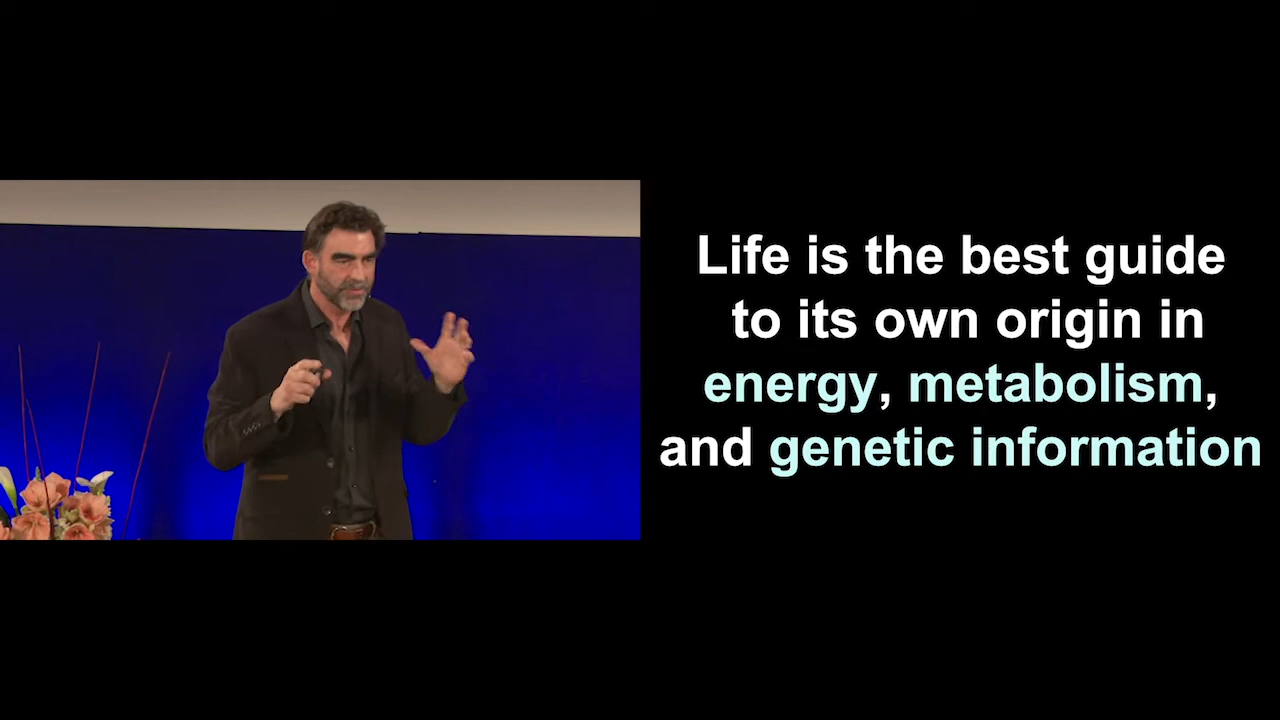 Life is the best guide
to its own origin in
energy, metabolism,
and genetic information